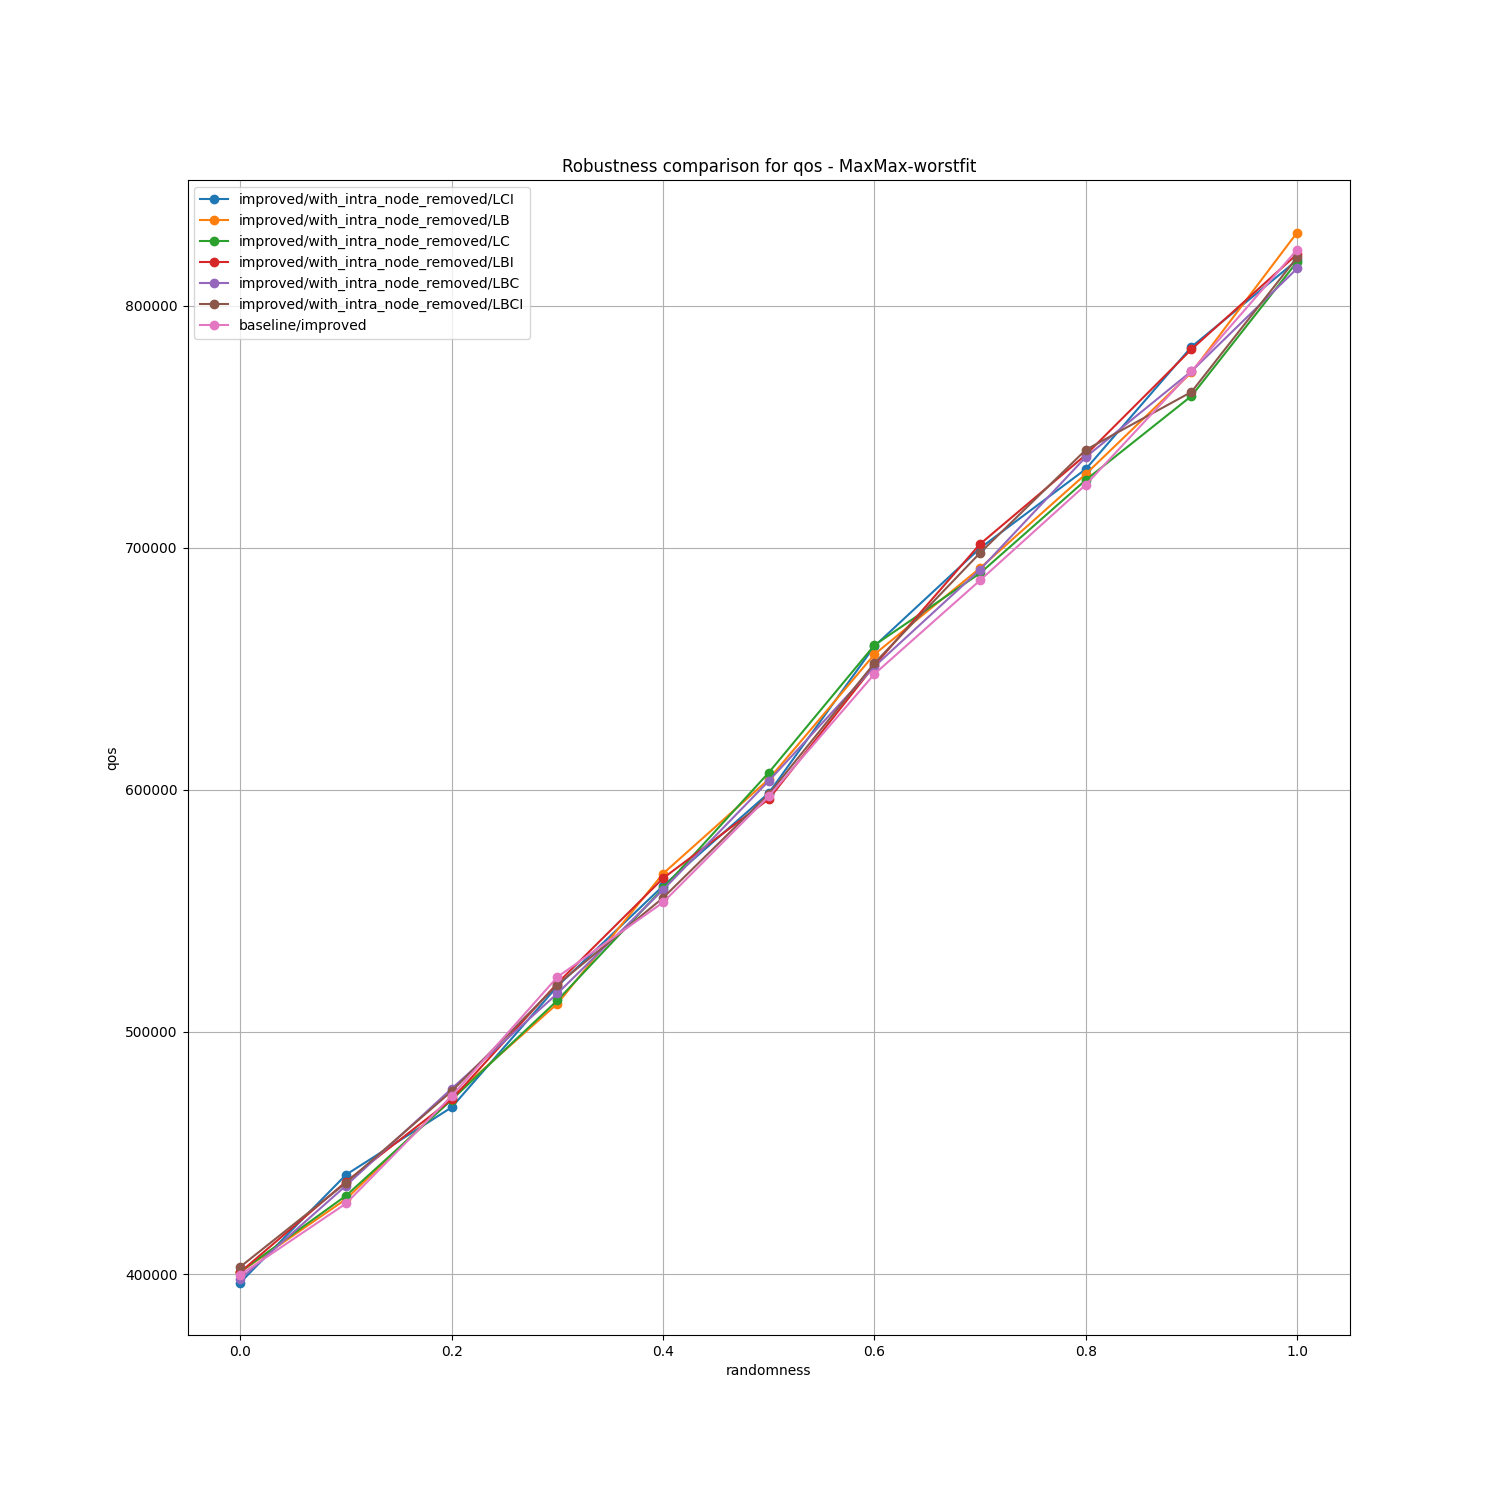 Robustness comparison for qos - MaxMax-worstfit
improved/with_intra_node_removed/LCI
improved/with_intra_node_removed/LB
improved/with_intra_node_removed/LC
improved/with_intra_node_removed/LBI
improved/with_intra_node_removed/LBC
improved/with_intra_node_removed/LBCI
baseline/improved
800000
700000
600000
500000
400000
qos
0.0 0.2 0.4 0.6 0.8 1.0
randomness